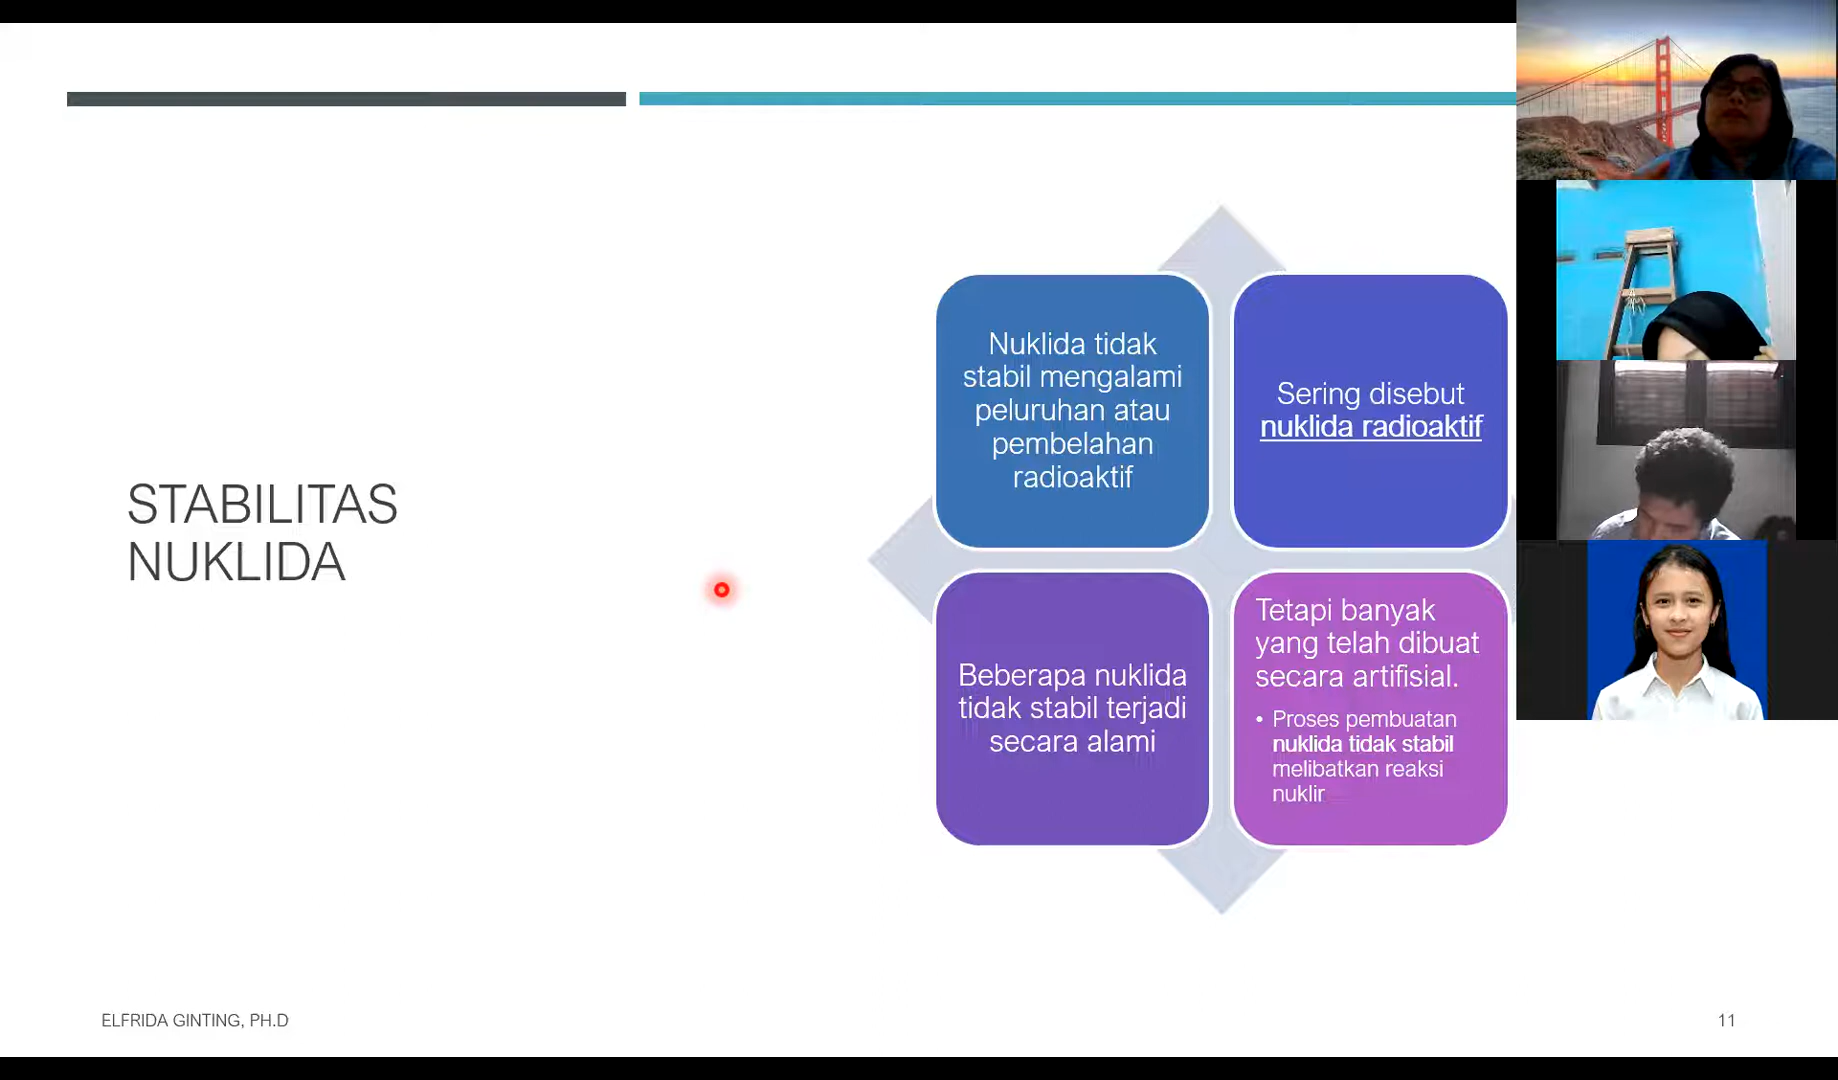 STABILITAS
NUKLIDA
Nuklida tidak
stabil mengalami
peluruhan atau
pembelahan
radioaktif
Sering disebut
nuklida radioaktif
Beberapa nuklida
tidak stabil terjadi
secara alami
Tetapi banyak
yang telah dibuat
secara artifisial.
• Proses pembuatan
nuklida tidak stabil
melibatkan reaksi
nuklir
ELFRIDA GINTING, PH.D
11